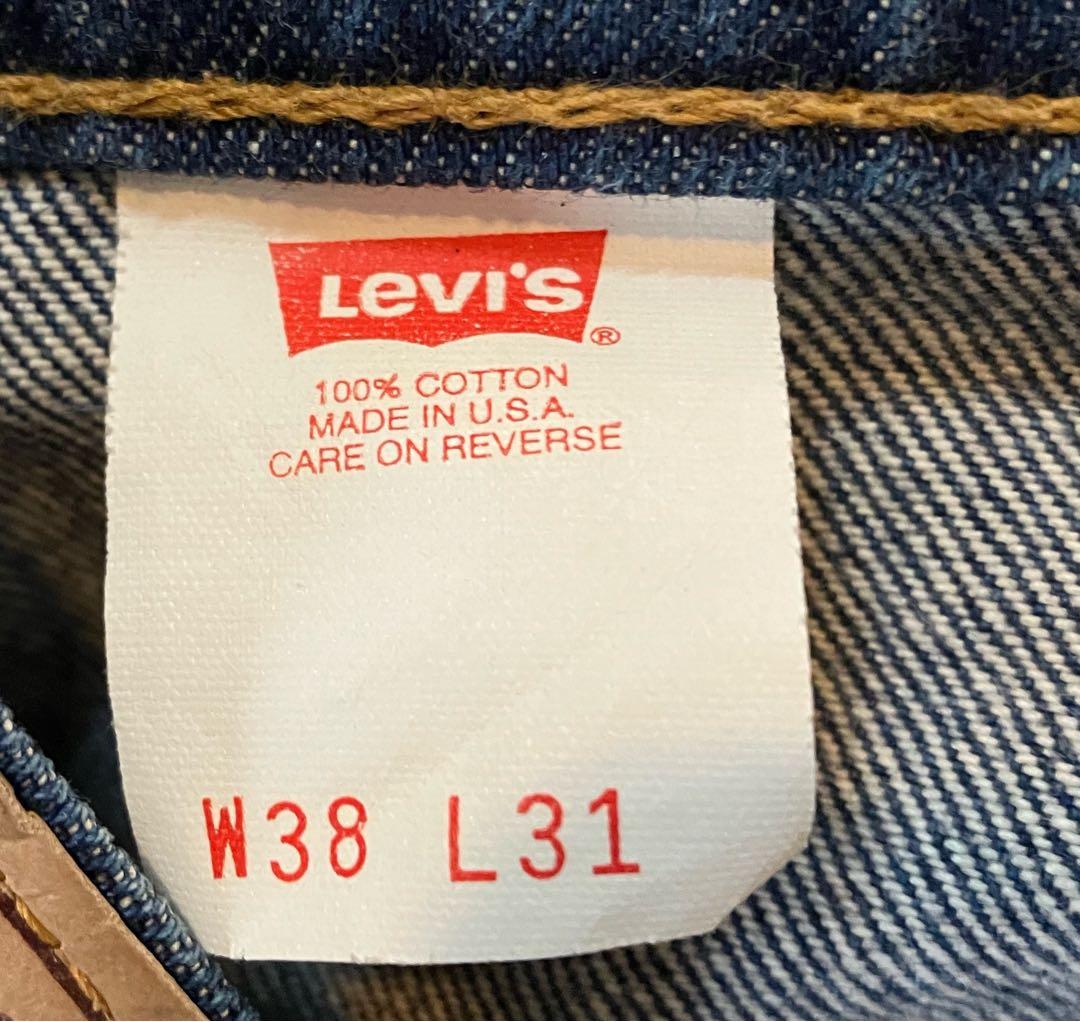 Levi's
®
100% COTTON
MADE IN U.S.A.
CARE ON REVERSE
W38 L31